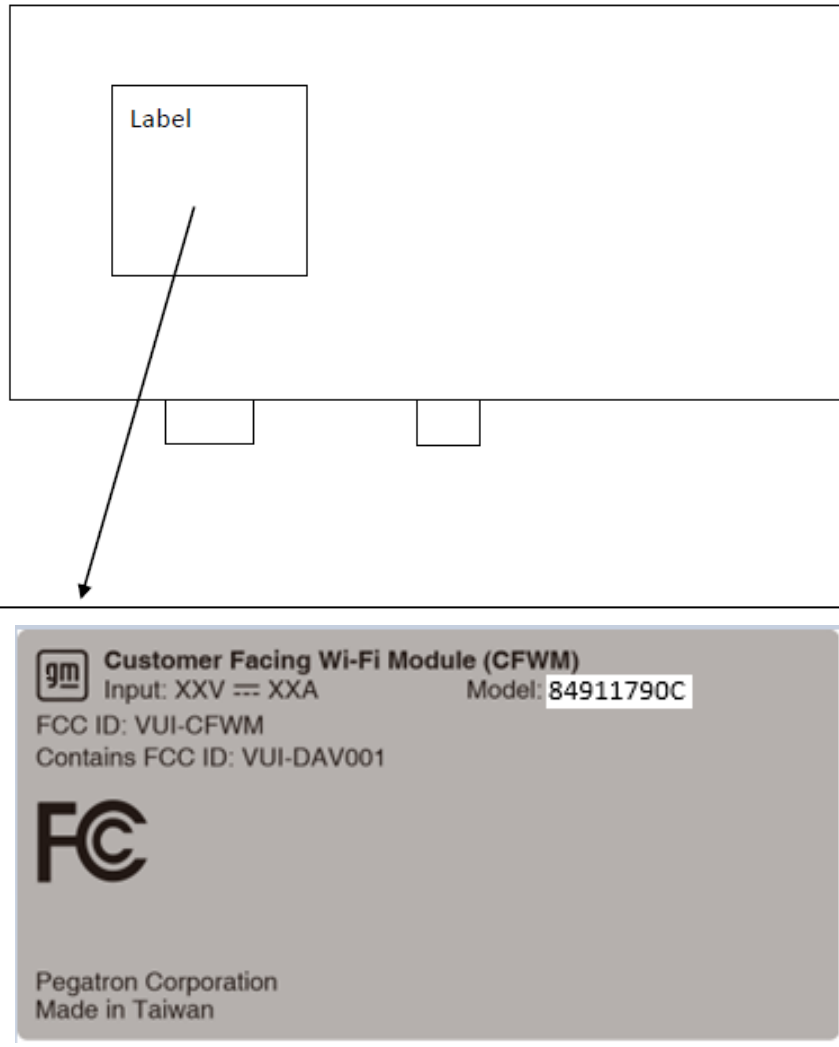 Label
gm Customer Facing Wi-Fi Module (CFWM)
Input: XXV ⎓ XXA Model: 84911790C
FCC ID: VUI-CFWM
Contains FCC ID: VUI-DAV001
FC
Pegatron Corporation
Made in Taiwan